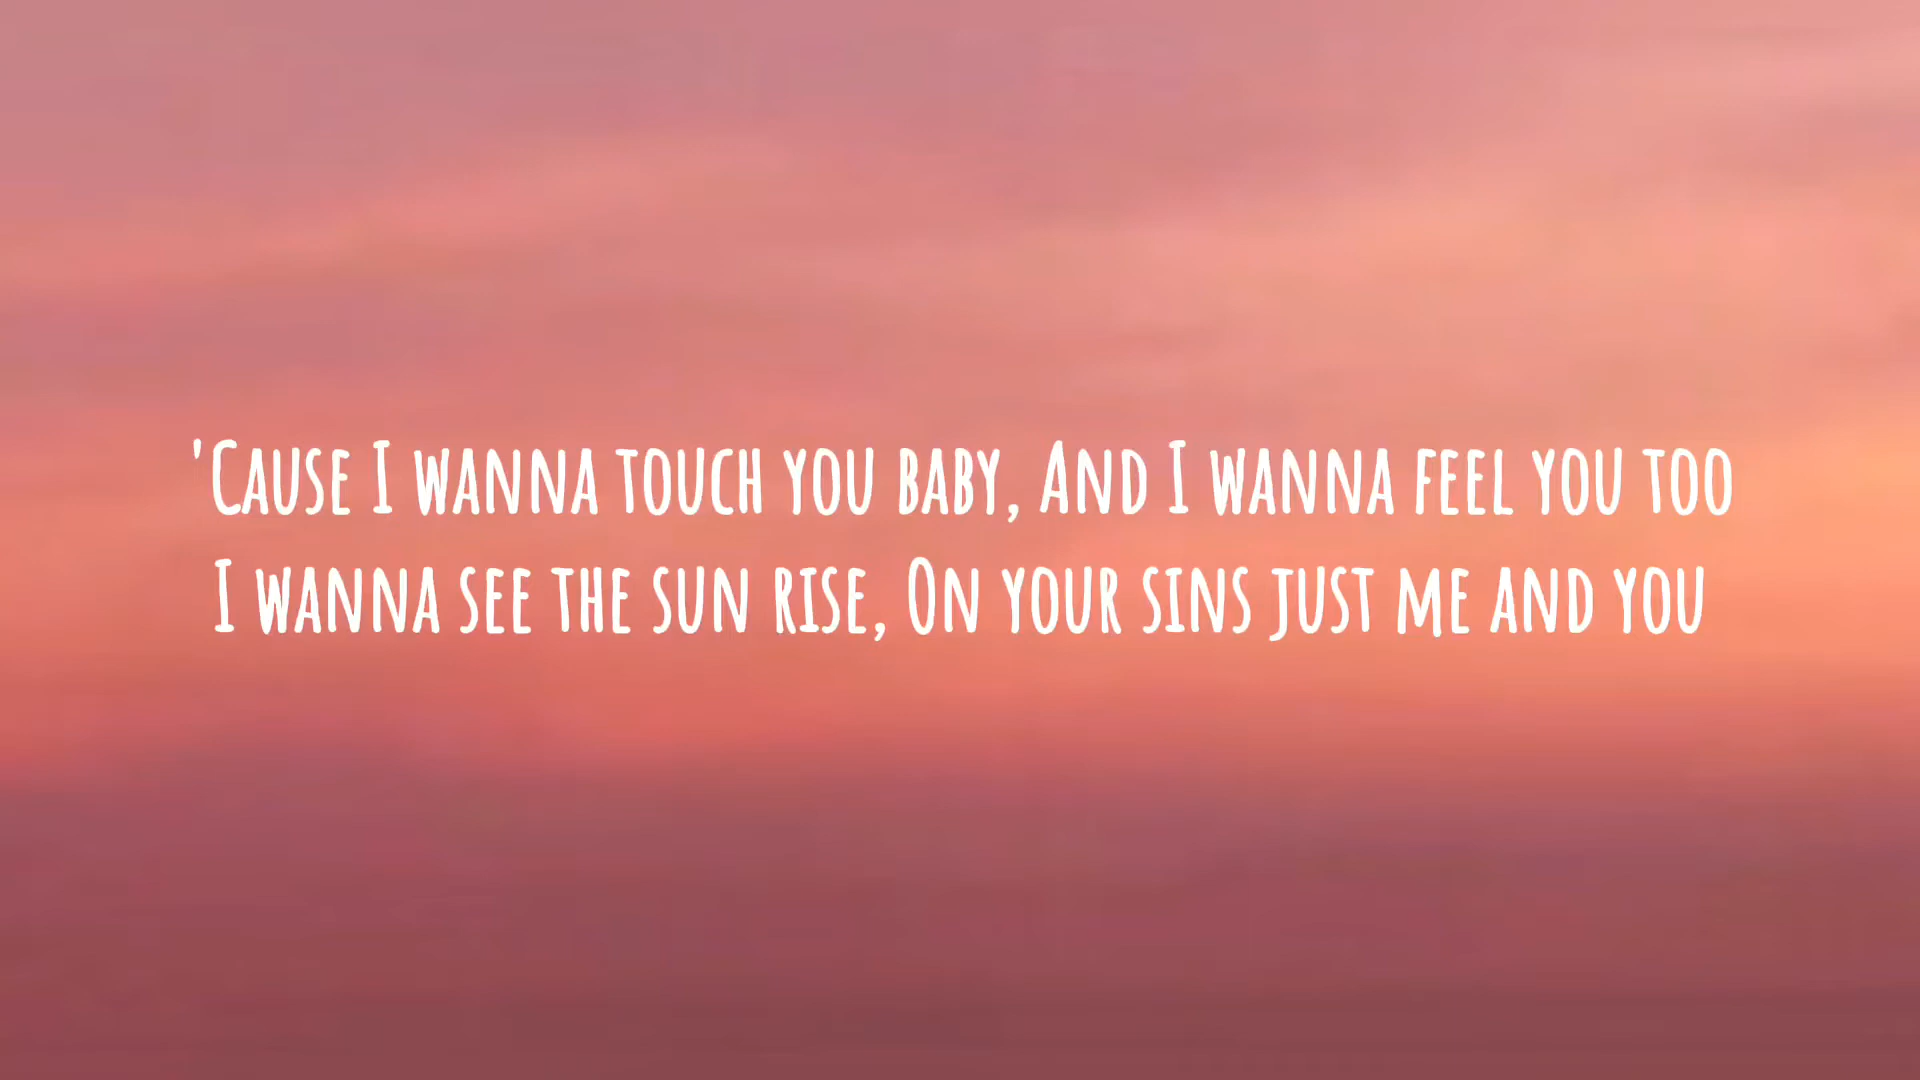 'Cause I wanna touch you baby, And I wanna feel you too
I wanna see the sun rise, On your sins just me and you